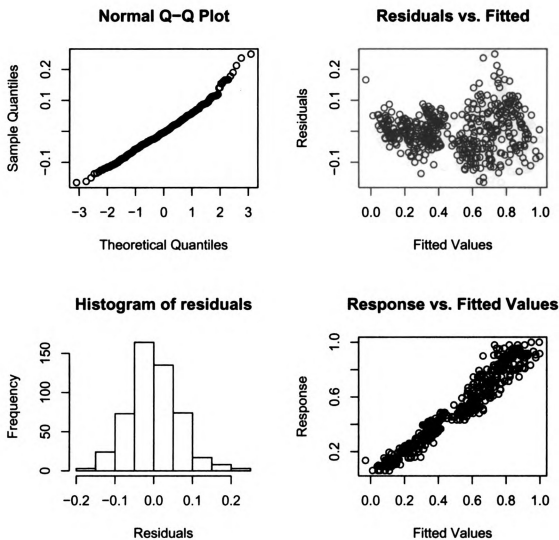 Normal Q−Q Plot
Sample Quantiles
−0.1 0.1 0.2
−3 −2 −1 0 1 2 3
Theoretical Quantiles
Residuals vs. Fitted
Residuals
−0.1 0.1 0.2
0.0 0.2 0.4 0.6 0.8 1.0
Fitted Values
Histogram of residuals
Frequency
0 50 100 150
−0.2 −0.1 0.0 0.1 0.2
Residuals
Response vs. Fitted Values
Response
0.2 0.6 1.0
0.0 0.2 0.4 0.6 0.8 1.0
Fitted Values